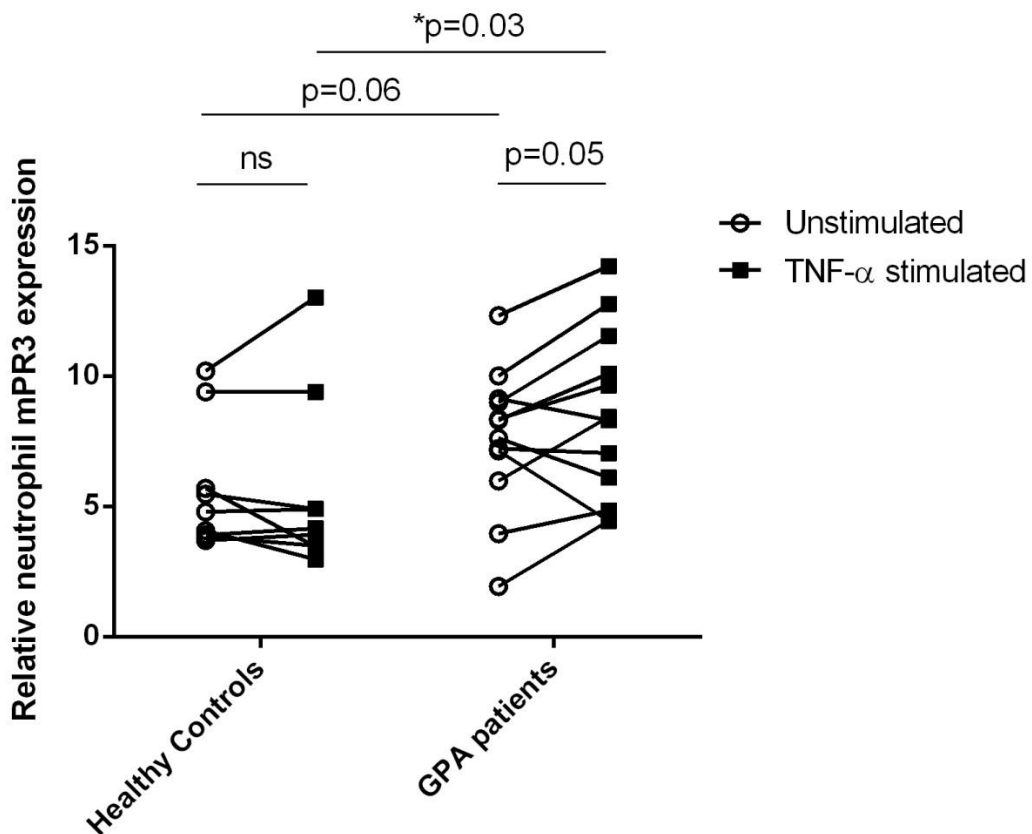 *p=0.03
p=0.06
ns
p=0.05
Relative neutrophil mPR3 expression
15
10
5
0
Unstimulated
TNF-α stimulated
Healthy Controls
GPA patients